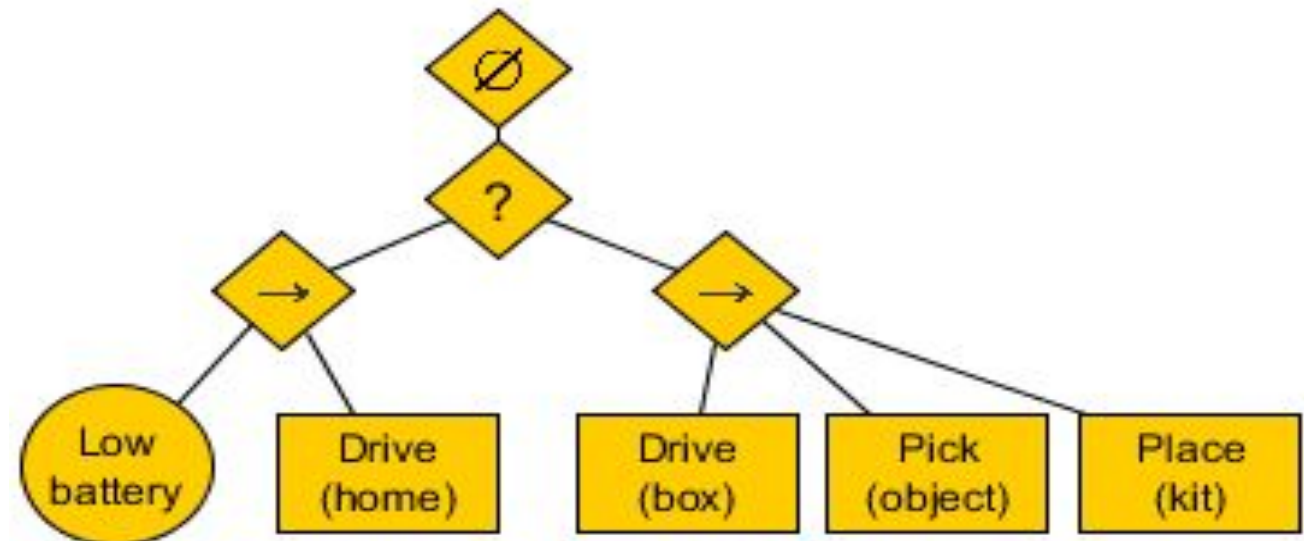 ∅
?
→
→
Low
battery
Drive
(home)
Drive
(box)
Pick
(object)
Place
(kit)